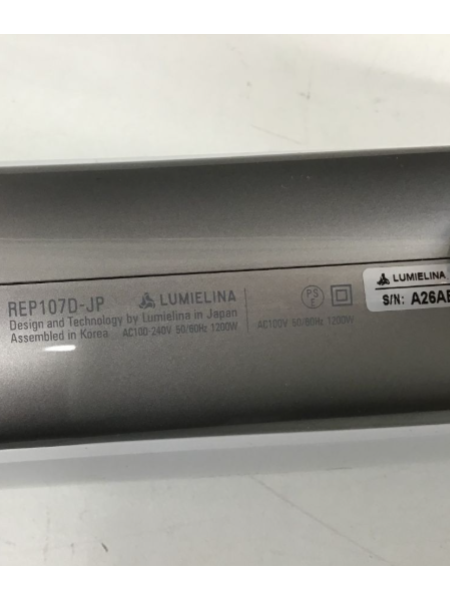 REP107D-JP LUMIELINA
Design and Technology by Lumielina in Japan
Assembled in Korea AC100-240V 50/60Hz 1200W
PS
E
AC100V 50/60Hz 1200W
LUMIELINA
S/N: A26AE